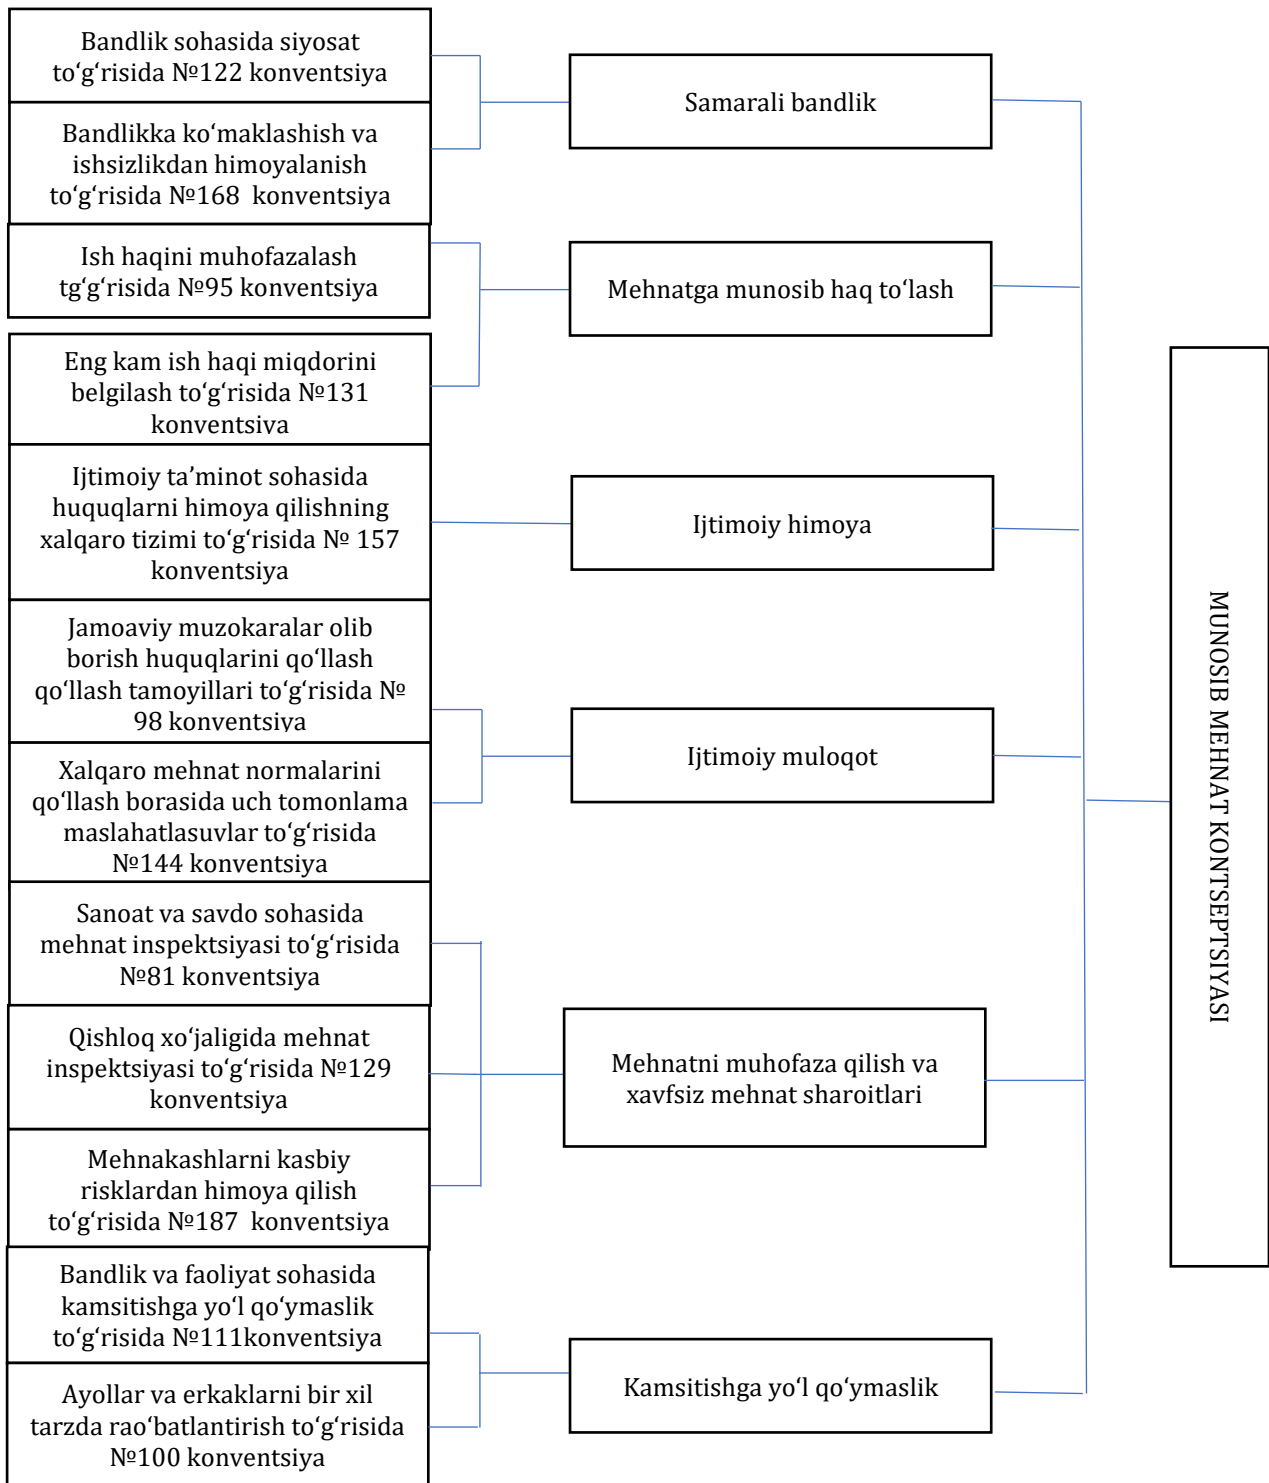 Bandlik sohasida siyosat
to‘g‘risida №122 konventsiya
Bandlikka ko‘maklashish va
ishsizlikdan himoyalanish
to‘g‘risida №168 konventsiya
Ish haqini muhofazalash
tg‘g‘risida №95 konventsiya
Eng kam ish haqi miqdorini
belgilash to‘g‘risida №131
konventsiva
Ijtimoiy ta’minot sohasida
huquqlarni himoya qilishning
xalqaro tizimi to‘g‘risida № 157
konventsiya
Jamoaviy muzokaralar olib
borish huquqlarini qo‘llash
qo‘llash tamoyillari to‘g‘risida №
98 konventsiya
Xalqaro mehnat normalarini
qo‘llash borasida uch tomonlama
maslahatlasuvlar to‘g‘risida
№144 konventsiya
Sanoat va savdo sohasida
mehnat inspektsiyasi to‘g‘risida
№81 konventsiya
Qishloq xo‘jaligida mehnat
inspektsiyasi to‘g‘risida №129
konventsiya
Mehnakashlarni kasbiy
risklardan himoya qilish
to‘g‘risida №187 konventsiya
Bandlik va faoliyat sohasida
kamsitishga yo‘l qo‘ymaslik
to‘g‘risida №111konventsiya
Ayollar va erkaklarni bir xil
tarzda rao‘batlantirish to‘g‘risida
№100 konventsiya
Samarali bandlik
Mehnatga munosib haq to‘lash
Ijtimoiy himoya
Ijtimoiy muloqot
Mehnatni muhofaza qilish va
xavfsiz mehnat sharoitlari
Kamsitishga yo‘l qo‘ymaslik
MUNOSIB MEHNAT KONTSEPTSIYASI